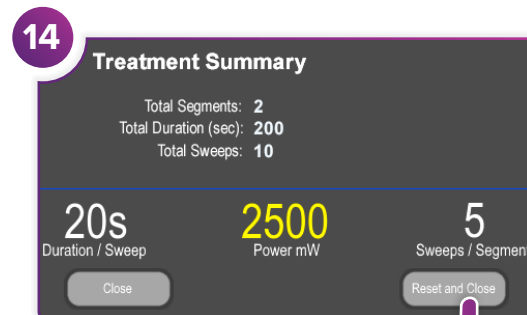 14
Treatment Summary
Total Segments: 2
Total Duration (sec): 200
Total Sweeps: 10
20s 2500 5
Duration / Sweep Power mW Sweeps / Segment
Close Reset and Close